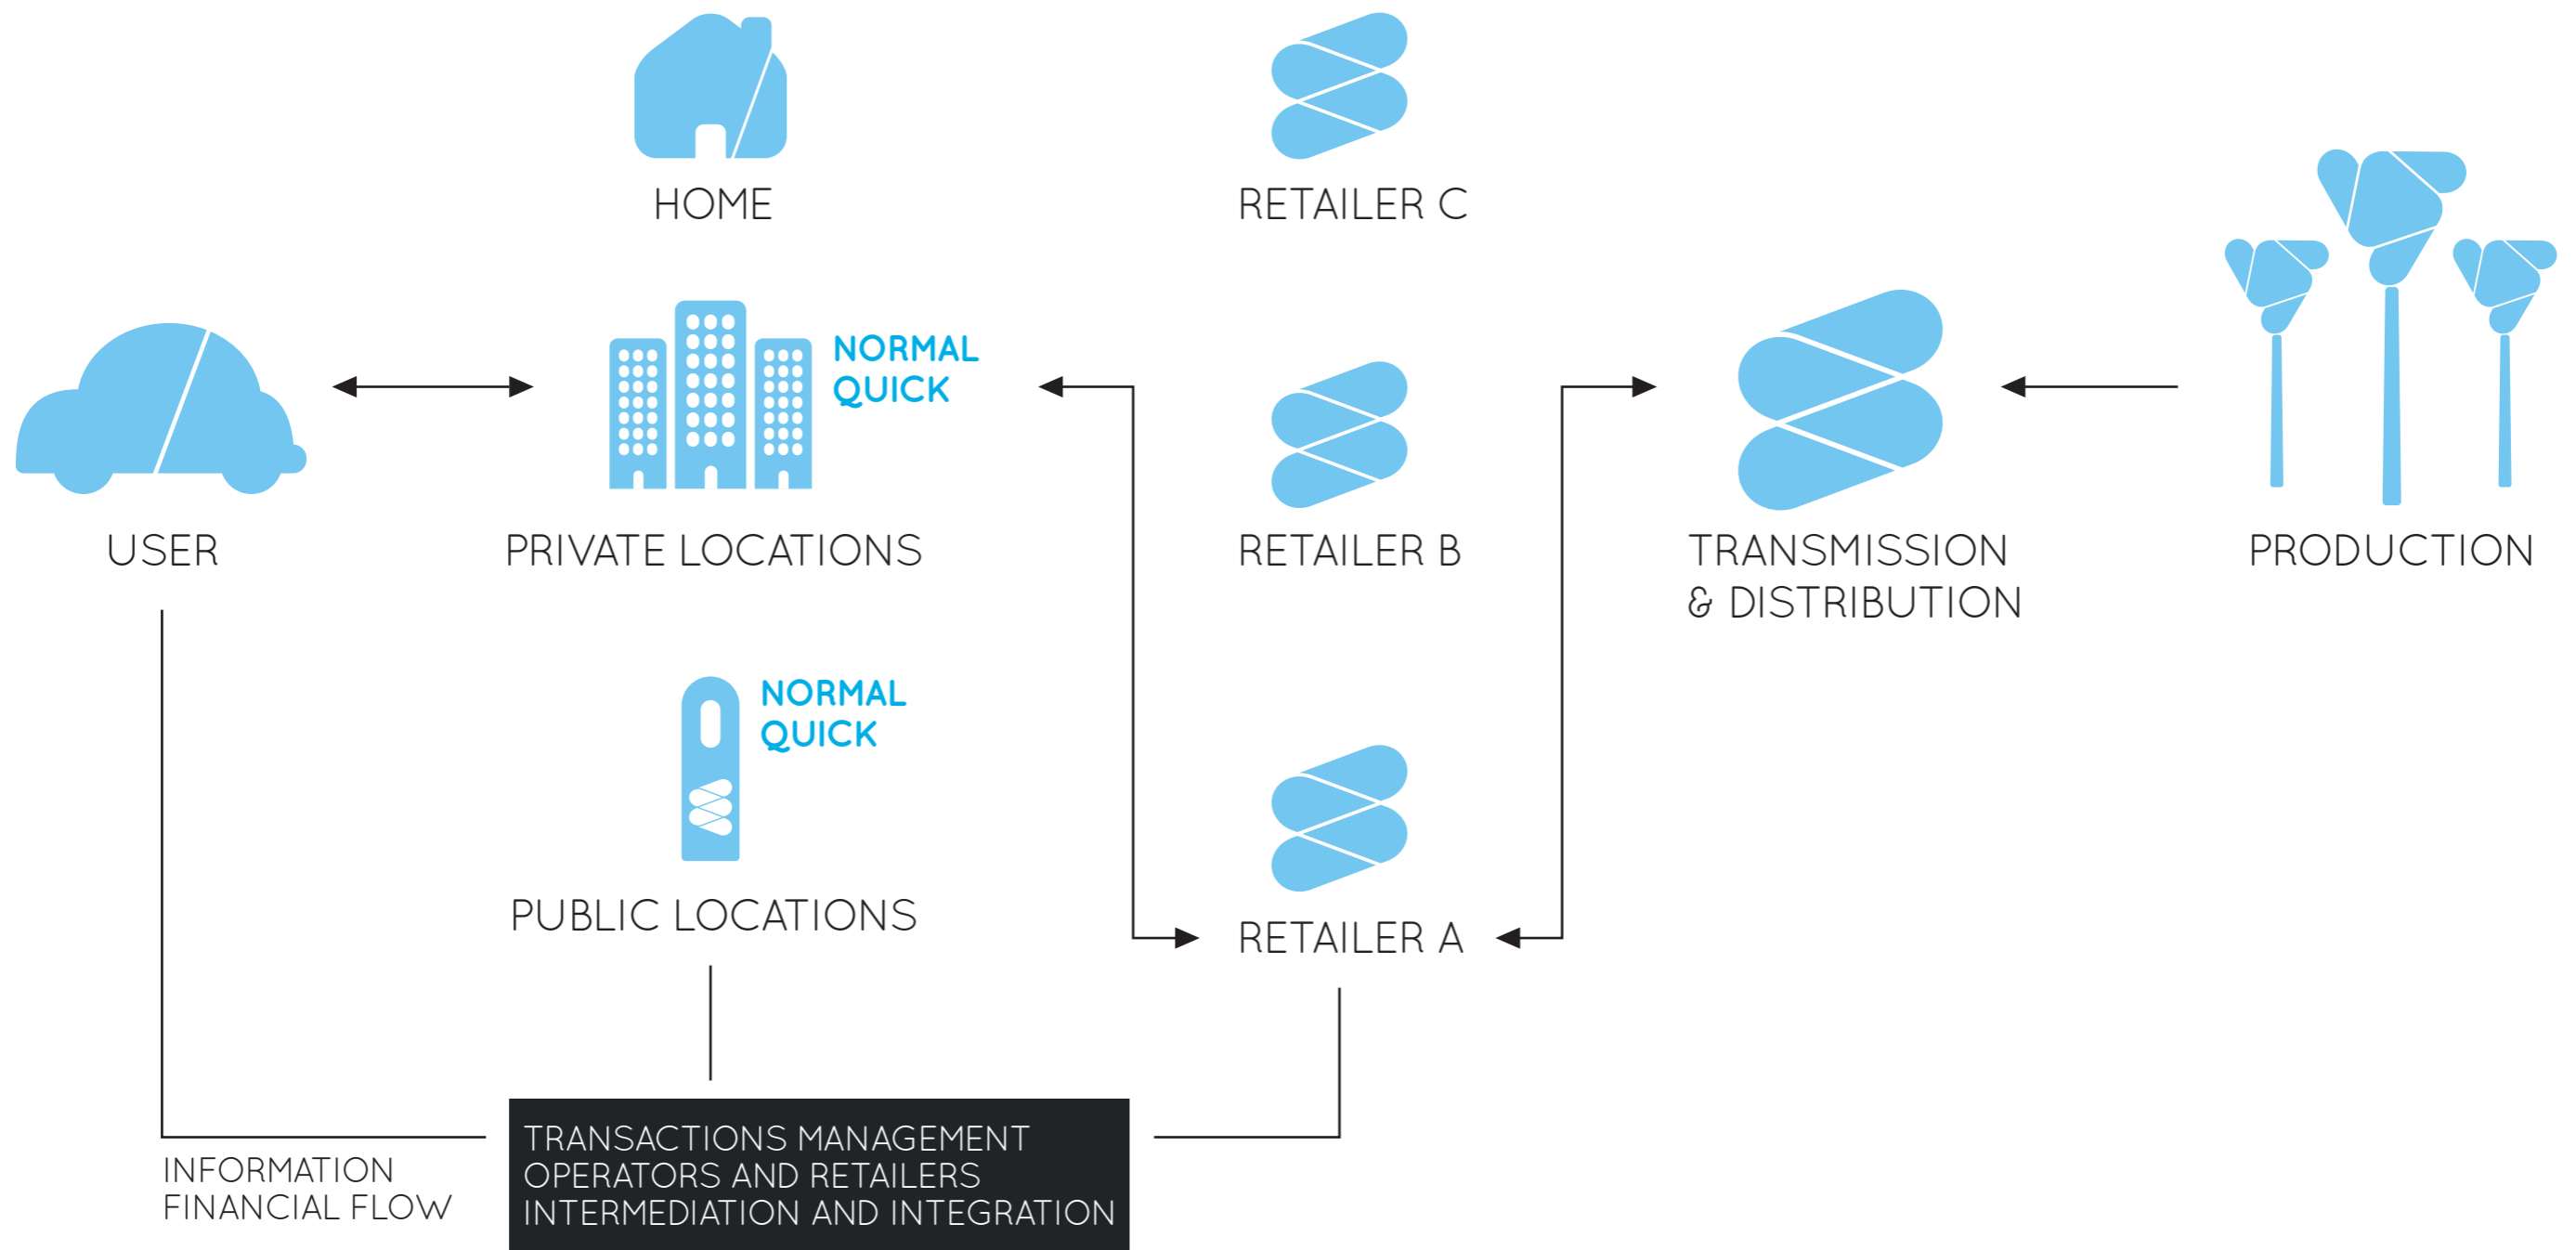 HOME
RETAILER C
NORMAL
QUICK
USER
PRIVATE LOCATIONS
RETAILER B
TRANSMISSION
& DISTRIBUTION
PRODUCTION
NORMAL
QUICK
PUBLIC LOCATIONS
RETAILER A
INFORMATION
FINANCIAL FLOW
TRANSACTIONS MANAGEMENT
OPERATORS AND RETAILERS
INTERMEDIATION AND INTEGRATION